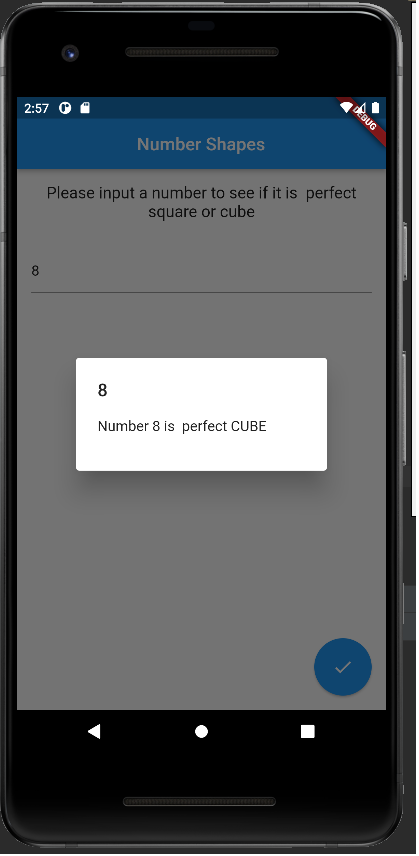 2:57
DEBUG
Number Shapes
Please input a number to see if it is  perfect
square or cube
8
8
Number 8 is  perfect CUBE